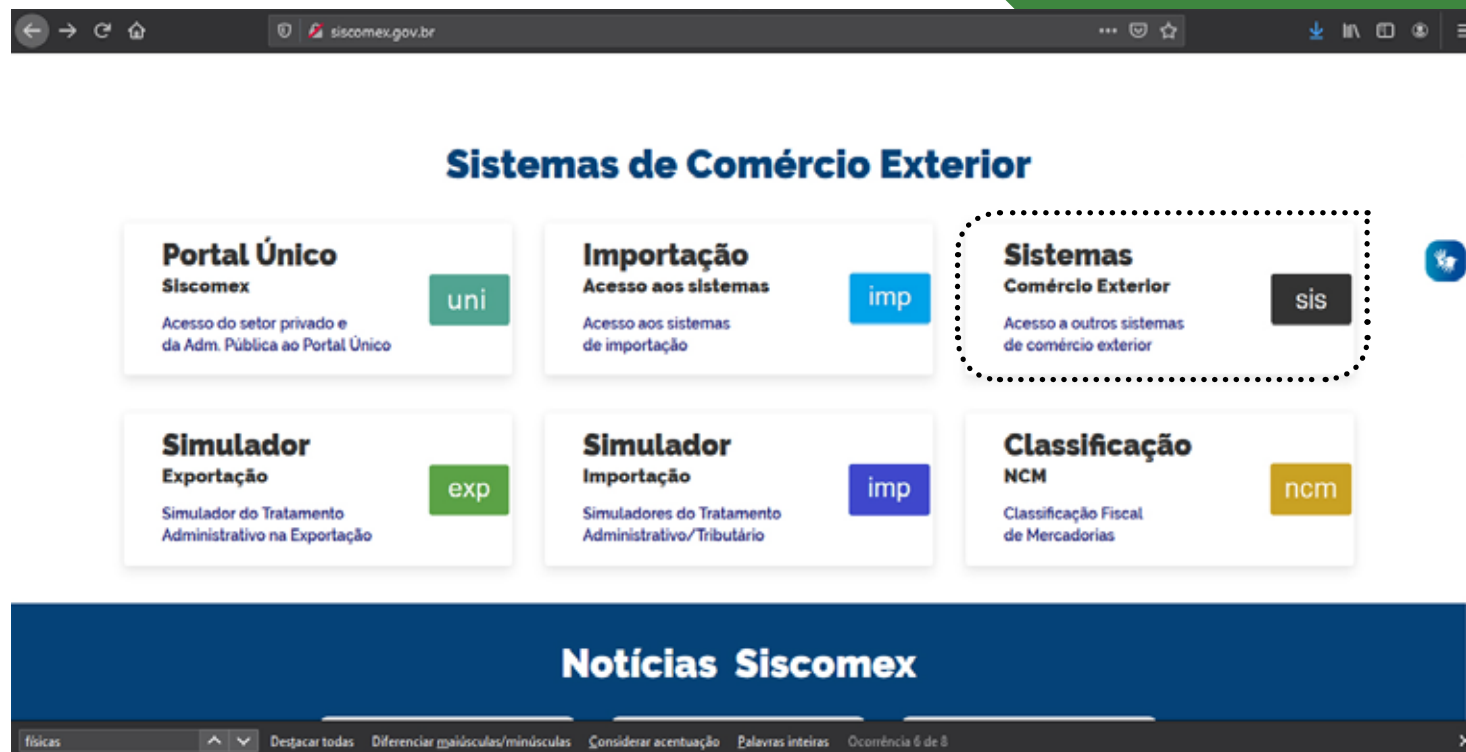 siscomex.gov.br
Sistemas de Comércio Exterior
Portal Único
Siscomex
Acesso do setor privado e
da Adm. Pública ao Portal Único
uni
Importação
Acesso aos sistemas
Acesso aos sistemas
de importação
imp
Sistemas
Comércio Exterior
Acesso a outros sistemas
de comércio exterior
sis
Simulador
Exportação
Simulador do Tratamento
Administrativo na Exportação
exp
Simulador
Importação
Simuladores do Tratamento
Administrativo/Tributário
imp
Classificação
NCM
Classificação Fiscal
de Mercadorias
ncm
Notícias Siscomex
físicas Destacar todas Diferenciar maiúsculas/minúsculas Considerar acentuação Palavras inteiras Ocorrência 6 de 8